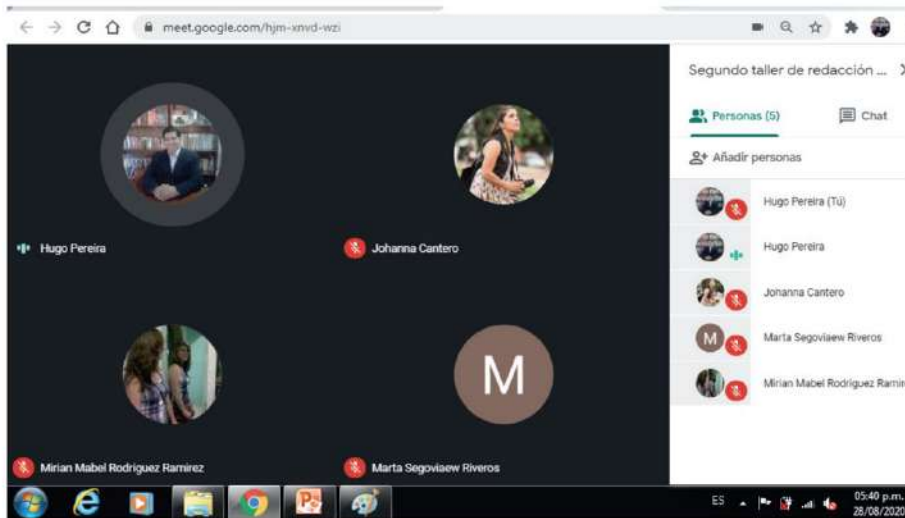 meet.google.com/hjm-xnvd-wzi
Segundo taller de redacción ...
Personas (5)
Chat
Añadir personas
Hugo Pereira (Tú)
Hugo Pereira
Johanna Cantero
Marta Segoviaew Riveros
Mirian Mabel Rodriguez Ramir
Hugo Pereira
Johanna Cantero
M
Mirian Mabel Rodriguez Ramirez
Marta Segoviaew Riveros
M
ES
05:40 p.m.
28/08/2020